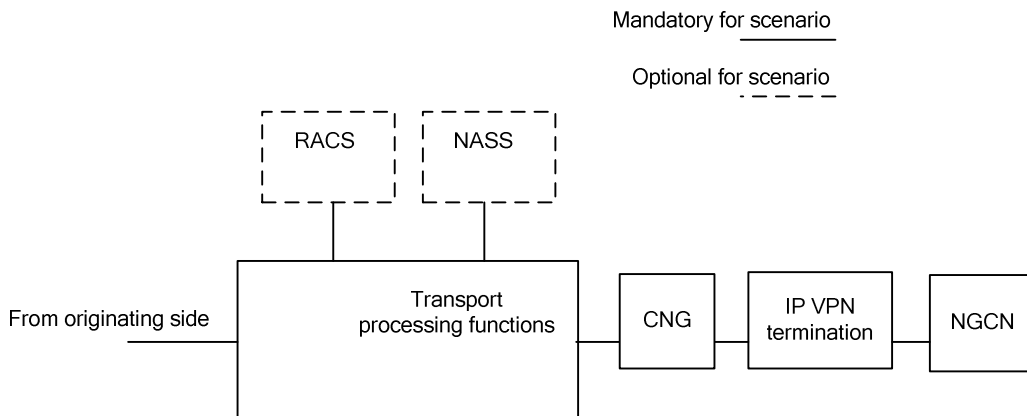 Mandatory for scenario
Optional for scenario
RACS
NASS
Transport
processing functions
From originating side
CNG
IP VPN
termination
NGCN